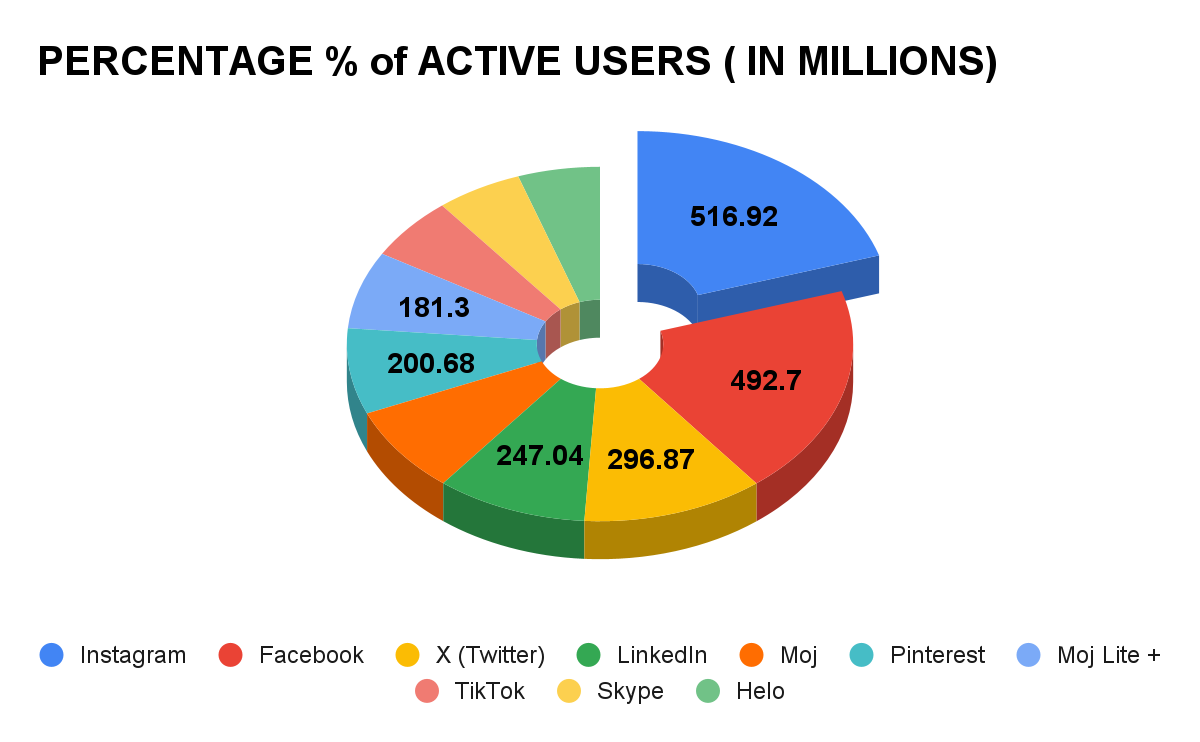 PERCENTAGE % of ACTIVE USERS ( IN MILLIONS)
516.92
181.3
200.68
492.7
247.04 296.87
Instagram Facebook X (Twitter) LinkedIn Moj Pinterest Moj Lite +
TikTok Skype Helo